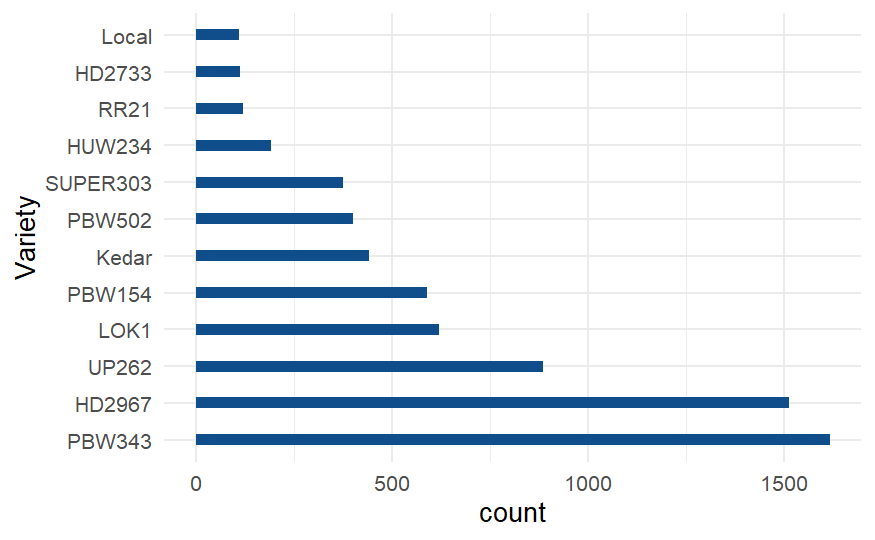 Local
HD2733
RR21
HUW234
SUPER303
PBW502
Kedar
PBW154
LOK1
UP262
HD2967
PBW343
Variety
0 500 1000 1500
count